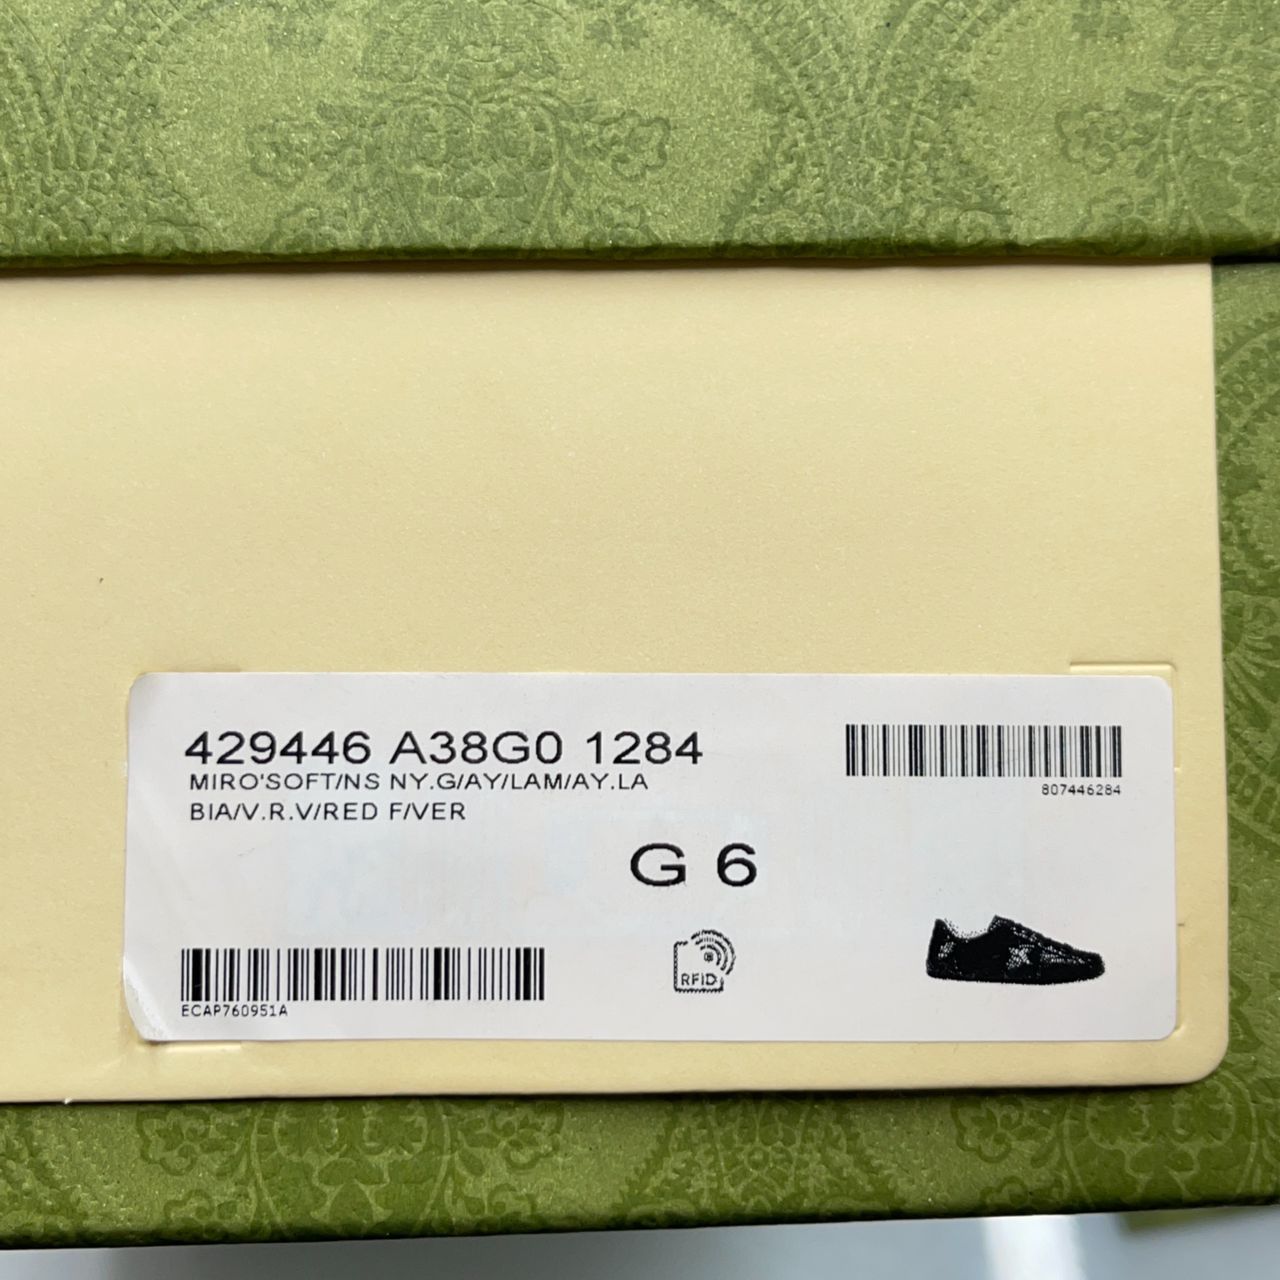 429446 A38G0 1284
MIRO'SOFT/NS NY.G/AY/LAM/AY.LA
BIA/V.R.V/RED F/VER
807446284
G 6
RFID
ECAP760951A